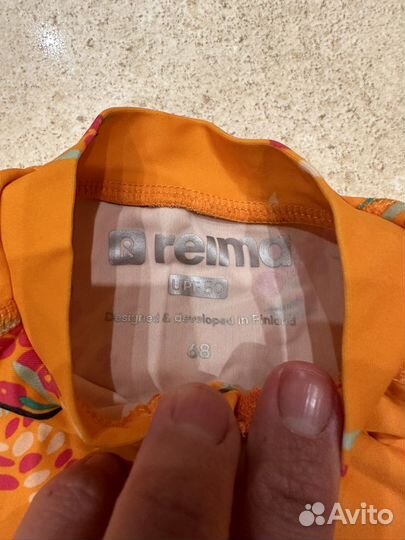 reima
UPF 50
Designed & developed in Finland
68
Avito